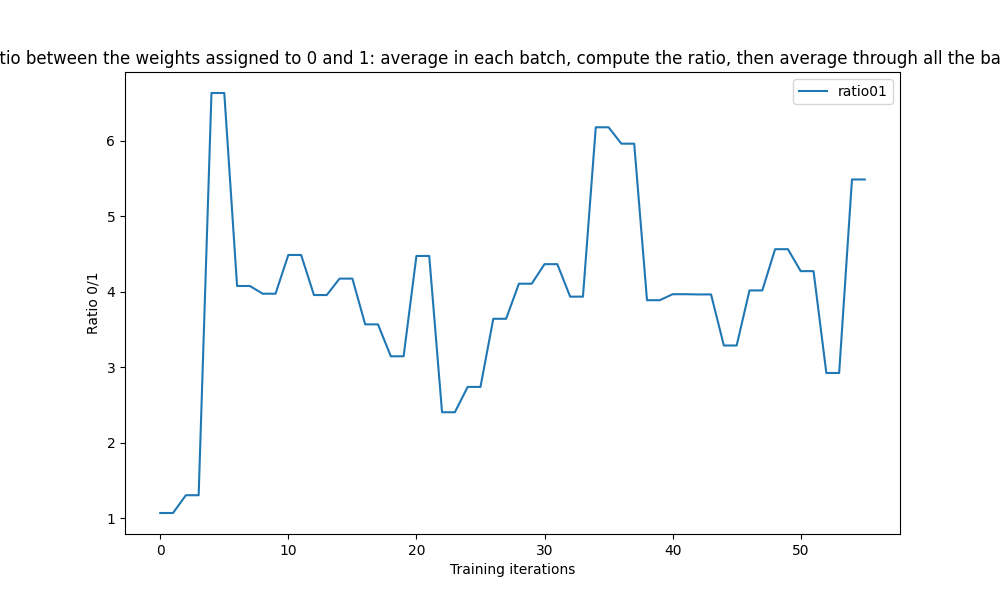 tio between the weights assigned to 0 and 1: average in each batch, compute the ratio, then average through all the ba
ratio01
6
5
4
3
2
1
Ratio 0/1
0 10 20 30 40 50
Training iterations